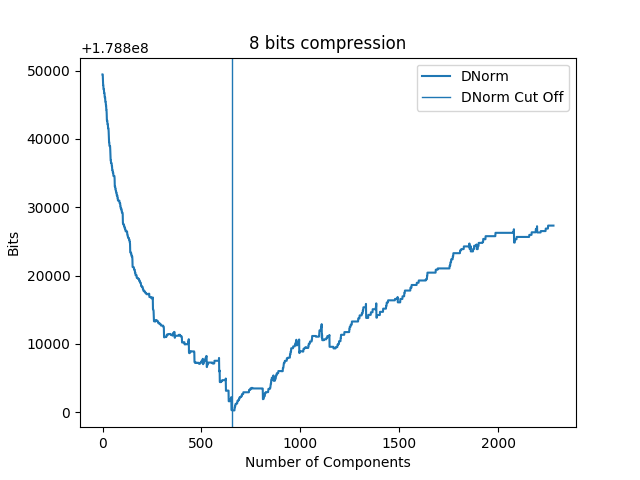 8 bits compression
+1.788e8
DNorm
DNorm Cut Off
50000
40000
30000
20000
10000
0
Bits
0 500 1000 1500 2000
Number of Components